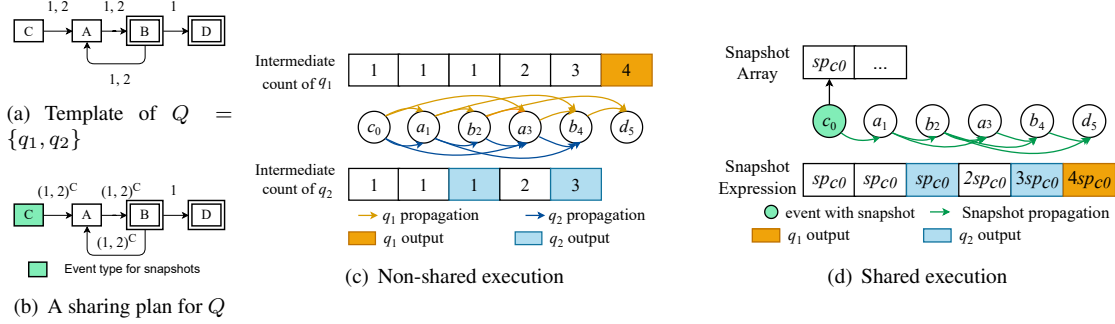 1, 2
1, 2
1
C
A
B
D
1, 2
(a) Template of Q =
{q1, q2}
(1, 2)C
(1, 2)C
1
C
A
B
D
(1, 2)C
Event type for snapshots
(b) A sharing plan for Q
Intermediate
count of q1
1 1 1 2 3 4
c0 a1 b2 a3 b4 d5
Intermediate
count of q2
1 1 1 2 3
q1 propagation
q2 propagation
q1 output
q2 output
(c) Non-shared execution
Snapshot
Array
spc0 ...
c0 a1 b2 a3 b4 d5
Snapshot
Expression
spc0 spc0 spc0 2spc0 3spc0 4spc0
event with snapshot
Snapshot propagation
q1 output
q2 output
(d) Shared execution